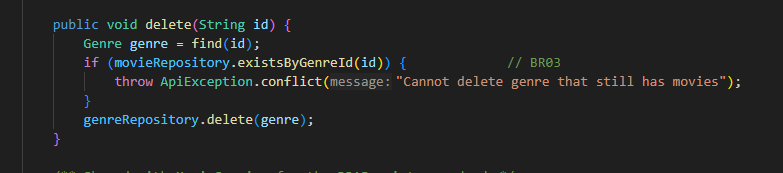 public void delete(String id) {
Genre genre = find(id);
if (movieRepository.existsByGenreId(id)) { // BR03
throw ApiException.conflict(message: "Cannot delete genre that still has movies");
}
genreRepository.delete(genre);
}